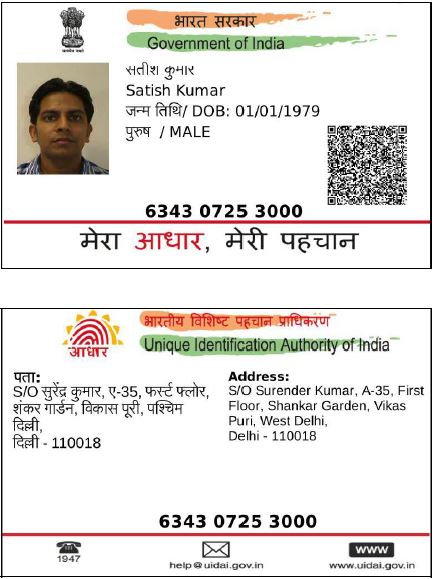 भारत सरकार
Government of India
सतीश कुमार
Satish Kumar
जन्म तिथि/ DOB: 01/01/1979
पुरुष / MALE
6343 0725 3000
मेरा आधार, मेरी पहचान
भारतीय विशिष्ट पहचान प्राधिकरण
Unique Identification Authority of India
आधार
पता:
S/O सुरेंद्र कुमार, ए-35, फर्स्ट फ्लोर,
शंकर गार्डन, विकास पूरी, पश्चिम
दिल्ली,
दिल्ली - 110018
Address:
S/O Surender Kumar, A-35, First
Floor, Shankar Garden, Vikas
Puri, West Delhi,
Delhi - 110018
6343 0725 3000
1947
help@uidai.gov.in
www
www.uidai.gov.in